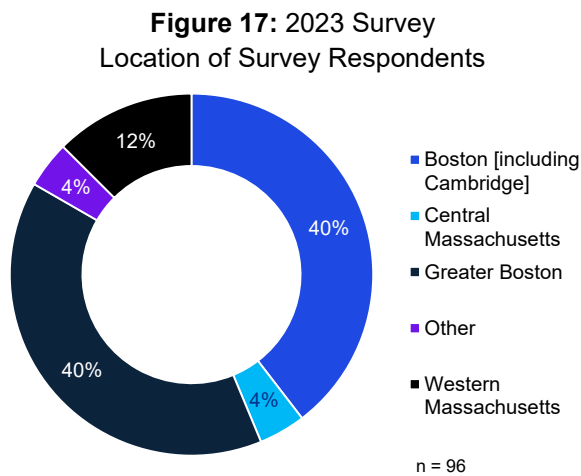 Figure 17: 2023 Survey
Location of Survey Respondents
12%
4%
40%
40%
4%
Boston [including
Cambridge]
Central
Massachusetts
Greater Boston
Other
Western
Massachusetts
n = 96